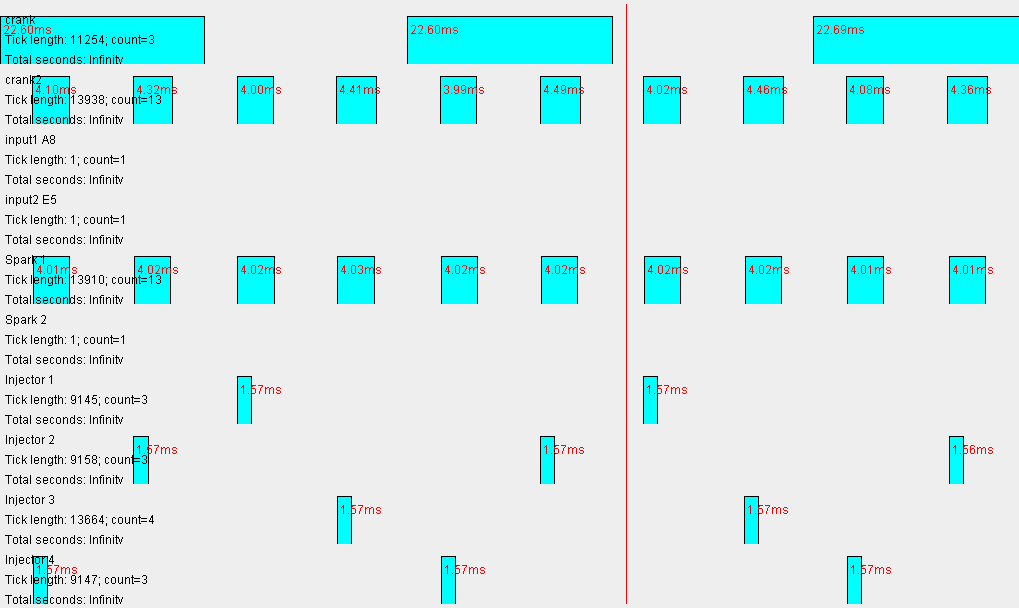 crank
22.60ms 22.60ms 22.69ms
Tick length: 11254; count=3
Total seconds: Infinity
crank2
4.10ms 4.32ms 4.00ms 4.41ms 3.99ms 4.49ms 4.02ms 4.46ms 4.08ms 4.36ms
Tick length: 13938; count=13
Total seconds: Infinity
input1 A8
Tick length: 1; count=1
Total seconds: Infinity
input2 E5
Tick length: 1; count=1
Total seconds: Infinity
Spark 1
4.01ms 4.02ms 4.02ms 4.03ms 4.02ms 4.02ms 4.02ms 4.02ms 4.01ms 4.01ms
Tick length: 13910; count=13
Total seconds: Infinity
Spark 2
Tick length: 1; count=1
Total seconds: Infinity
Injector 1
1.57ms 1.57ms
Tick length: 9145; count=3
Total seconds: Infinity
Injector 2
1.57ms 1.57ms 1.56ms
Tick length: 9158; count=3
Total seconds: Infinity
Injector 3
1.57ms 1.57ms
Tick length: 13664; count=4
Total seconds: Infinity
Injector 4
1.57ms 1.57ms 1.57ms
Tick length: 9147; count=3
Total seconds: Infinity